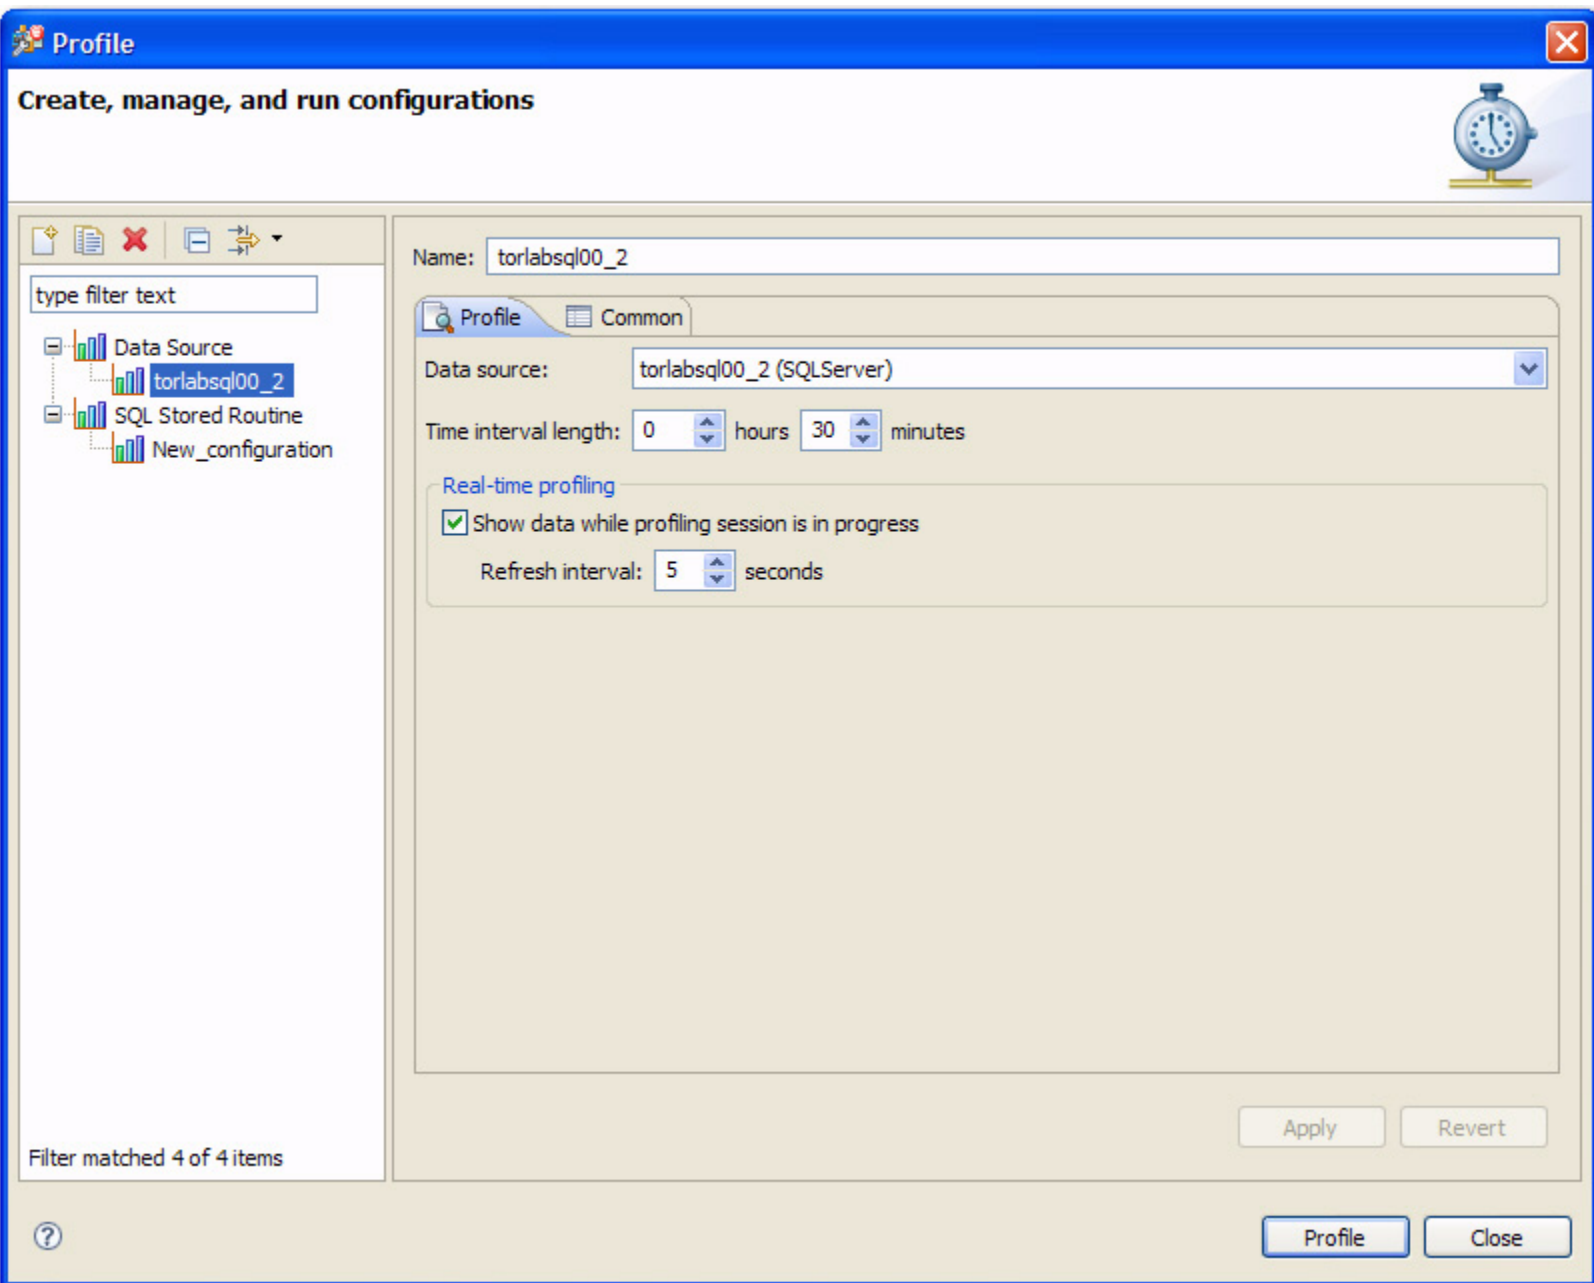 Profile
Create, manage, and run configurations
type filter text
Data Source
torlabsql00_2
SQL Stored Routine
New_configuration
Filter matched 4 of 4 items
Name: torlabsql00_2
Profile Common
Data source: torlabsql00_2 (SQLServer)
Time interval length: 0 hours 30 minutes
Real-time profiling
Show data while profiling session is in progress
Refresh interval: 5 seconds
Apply Revert
? Profile Close